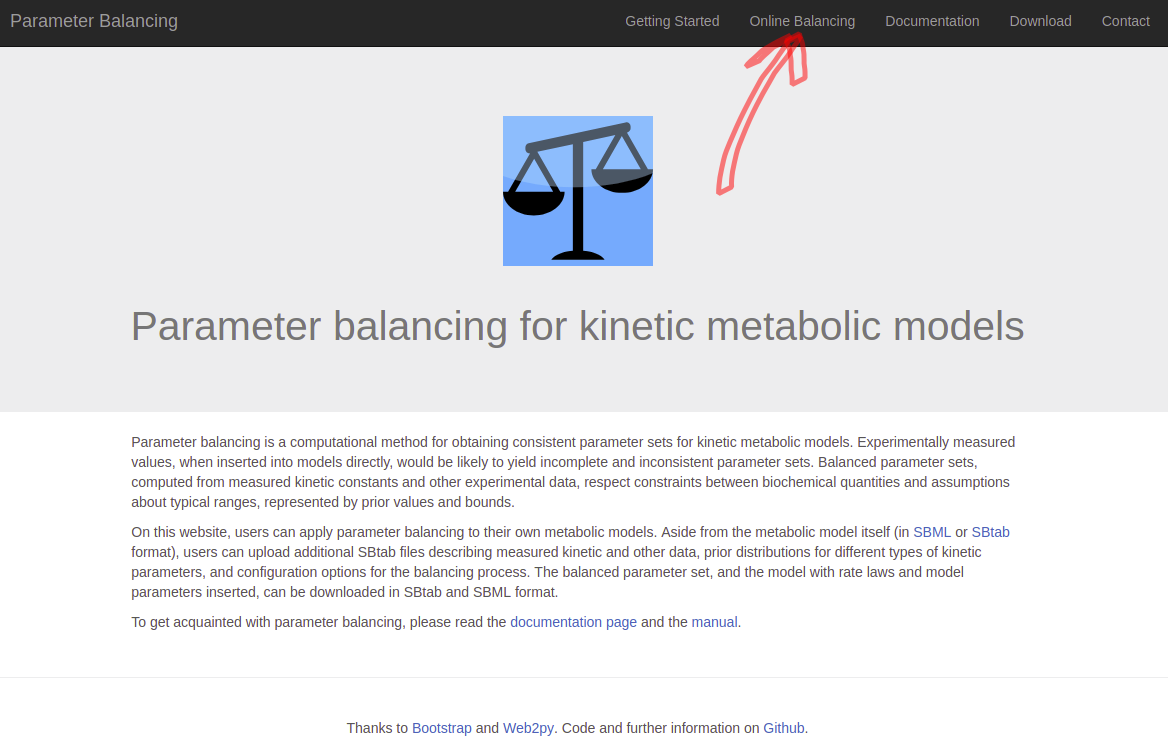 Parameter Balancing
Getting Started Online Balancing Documentation Download Contact
Parameter balancing for kinetic metabolic models
Parameter balancing is a computational method for obtaining consistent parameter sets for kinetic metabolic models. Experimentally measured
values, when inserted into models directly, would be likely to yield incomplete and inconsistent parameter sets. Balanced parameter sets,
computed from measured kinetic constants and other experimental data, respect constraints between biochemical quantities and assumptions
about typical ranges, represented by prior values and bounds.
On this website, users can apply parameter balancing to their own metabolic models. Aside from the metabolic model itself (in SBML or SBtab
format), users can upload additional SBtab files describing measured kinetic and other data, prior distributions for different types of kinetic
parameters, and configuration options for the balancing process. The balanced parameter set, and the model with rate laws and model
parameters inserted, can be downloaded in SBtab and SBML format.
To get acquainted with parameter balancing, please read the documentation page and the manual.
Thanks to Bootstrap and Web2py. Code and further information on Github.